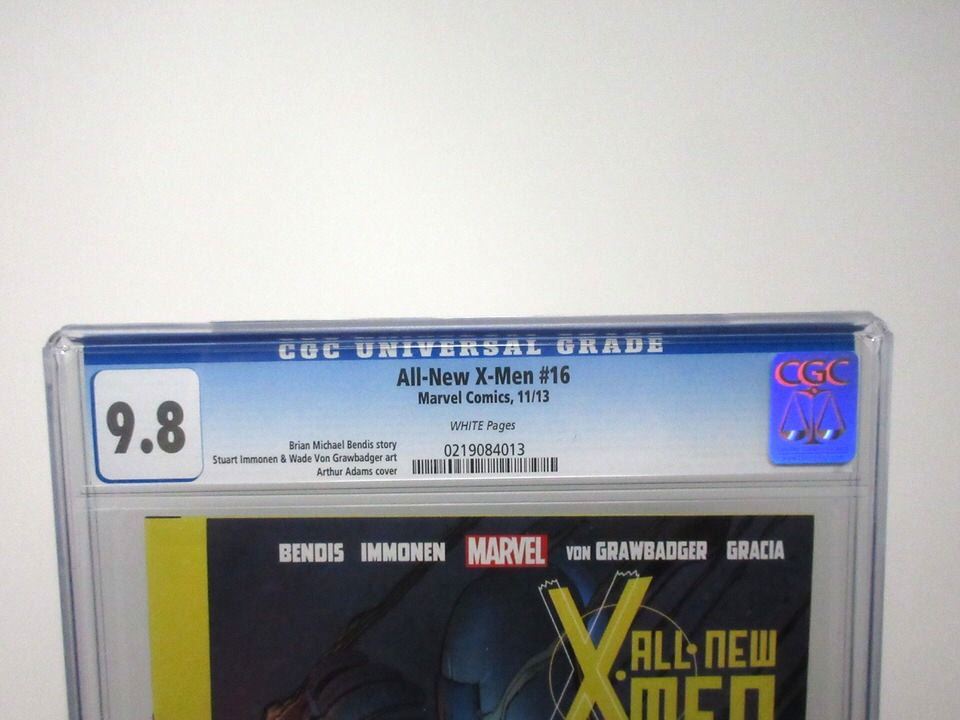 CGC UNIVERSAL GRADE
9.8
All-New X-Men #16
Marvel Comics, 11/13
WHITE Pages
Brian Michael Bendis story
Stuart Immonen & Wade Von Grawbadger art
Arthur Adams cover
0219084013
CGC
BENDIS IMMONEN MARVEL VON GRAWBADGER GRACIA
X ALL-NEW
X-MEN